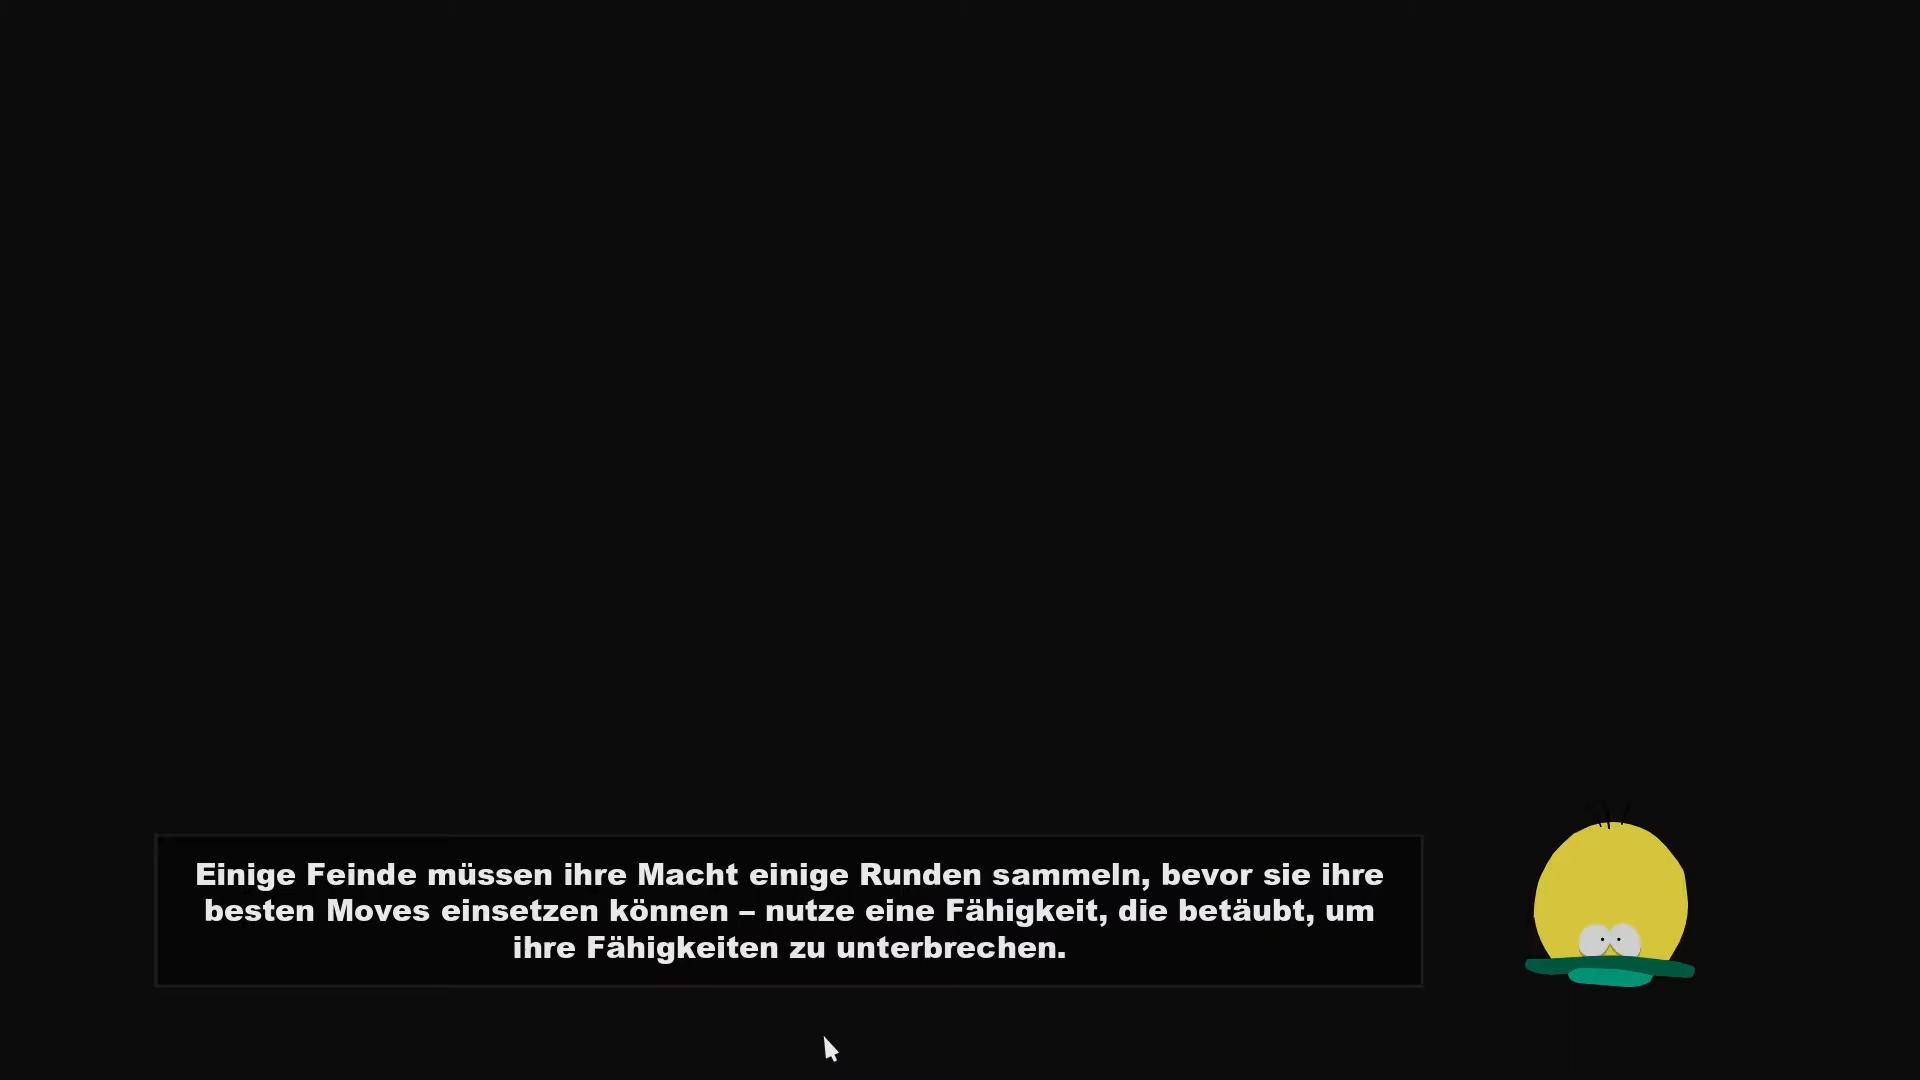 Einige Feinde müssen ihre Macht einige Runden sammeln, bevor sie ihre
besten Moves einsetzen können – nutze eine Fähigkeit, die betäubt, um
ihre Fähigkeiten zu unterbrechen.